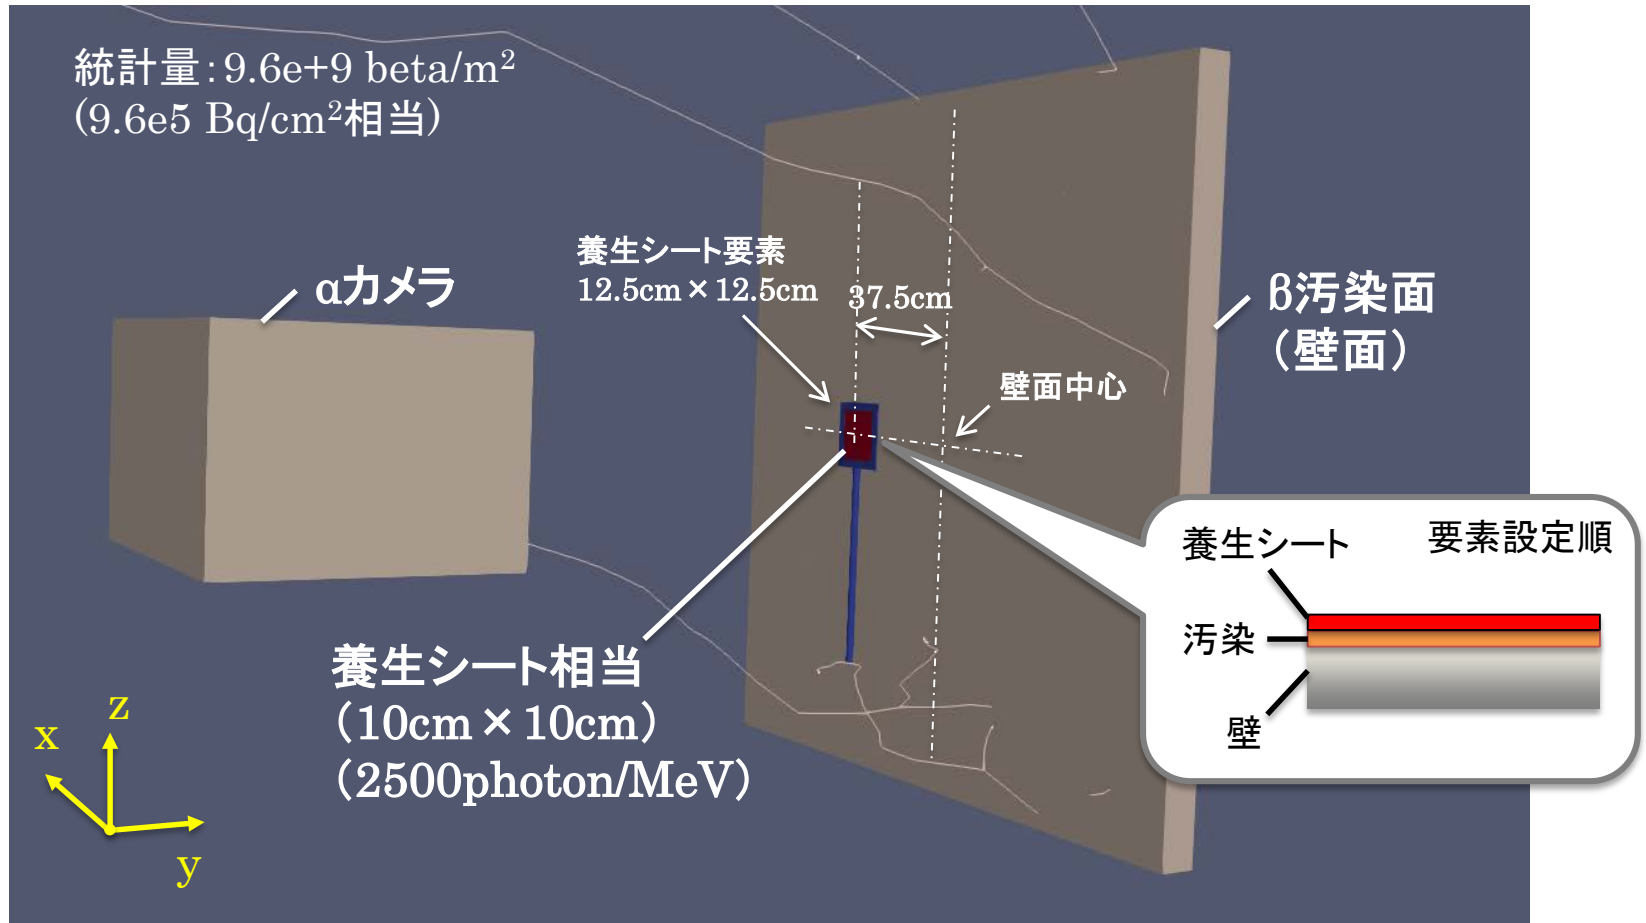 統計量：9.6e+9 beta/m²
(9.6e5 Bq/cm²相当)
養生シート要素
12.5cm×12.5cm
37.5cm
αカメラ
β汚染面
（壁面）
壁面中心
養生シート相当
（10cm×10cm）
（2500photon/MeV）
養生シート
要素設定順
汚染
壁
x
z
y